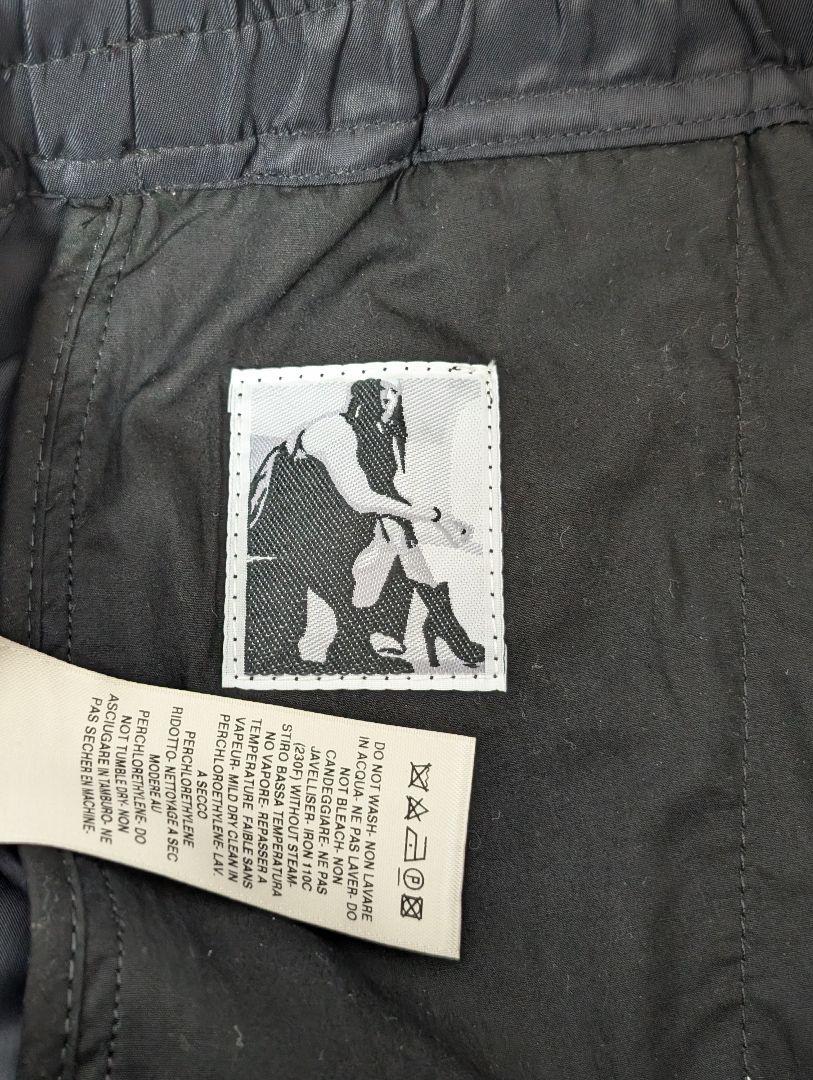 DO NOT WASH- NON LAVARE
IN ACQUA- NE PAS LAVER- DO
NOT BLEACH- NON
CANDEGGIARE- NE PAS
JAVELLISER- IRON 110C
(230F) WITHOUT STEAM-
STIRO BASSA TEMPERATURA
NO VAPORE- REPASSER A
TEMPERATURE FAIBLE SANS
VAPEUR- MILD DRY CLEAN IN
PERCHLOROETHYLENE- LAV.
A SECCO
PERCHLORETHYLENE
RIDOTTO- NETTOYAGE A SEC
MODERE AU
PERCHLORETHYLENE- DO
NOT TUMBLE DRY- NON
ASCIUGARE IN TAMBURO- NE
PAS SECHER EN MACHINE-